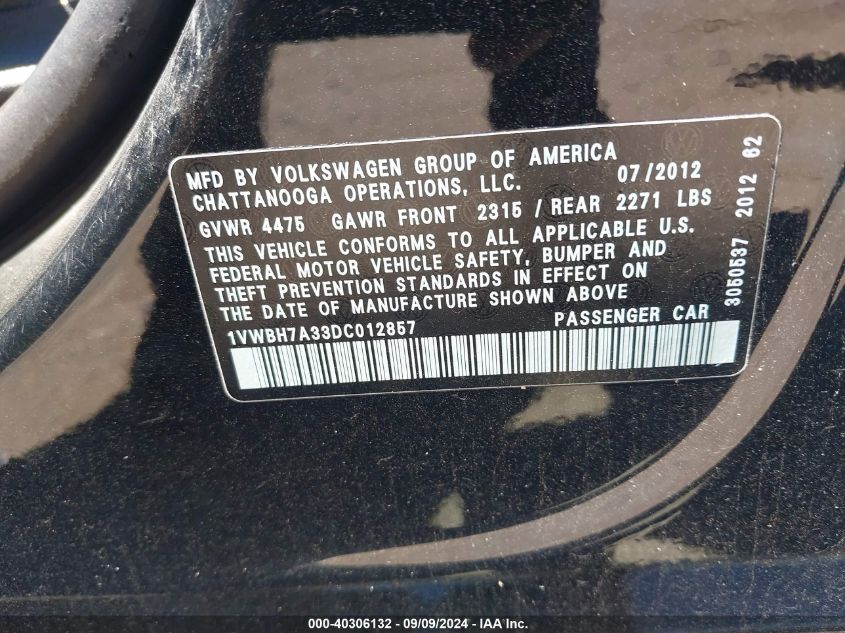 MFD BY VOLKSWAGEN GROUP OF AMERICA
CHATTANOOGA OPERATIONS, LLC. 07/2012
GVWR 4475 GAWR FRONT 2315 / REAR 2271 LBS
THIS VEHICLE CONFORMS TO ALL APPLICABLE U.S.
FEDERAL MOTOR VEHICLE SAFETY, BUMPER AND
THEFT PREVENTION STANDARDS IN EFFECT ON
THE DATE OF MANUFACTURE SHOWN ABOVE
1VWBH7A33DC012857 PASSENGER CAR
3050537 2012 62
000-40306132 - 09/09/2024 - IAA Inc.